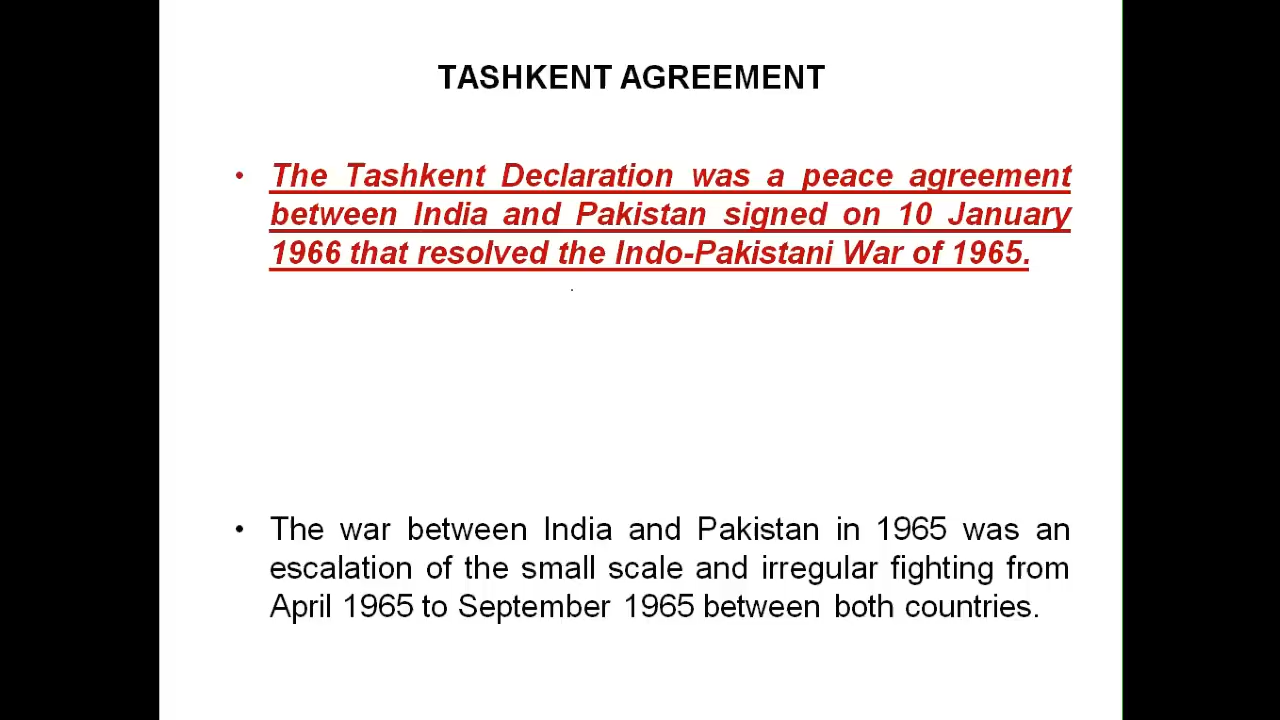 TASHKENT AGREEMENT
• The Tashkent Declaration was a peace agreement
between India and Pakistan signed on 10 January
1966 that resolved the Indo-Pakistani War of 1965.
• The war between India and Pakistan in 1965 was an
escalation of the small scale and irregular fighting from
April 1965 to September 1965 between both countries.